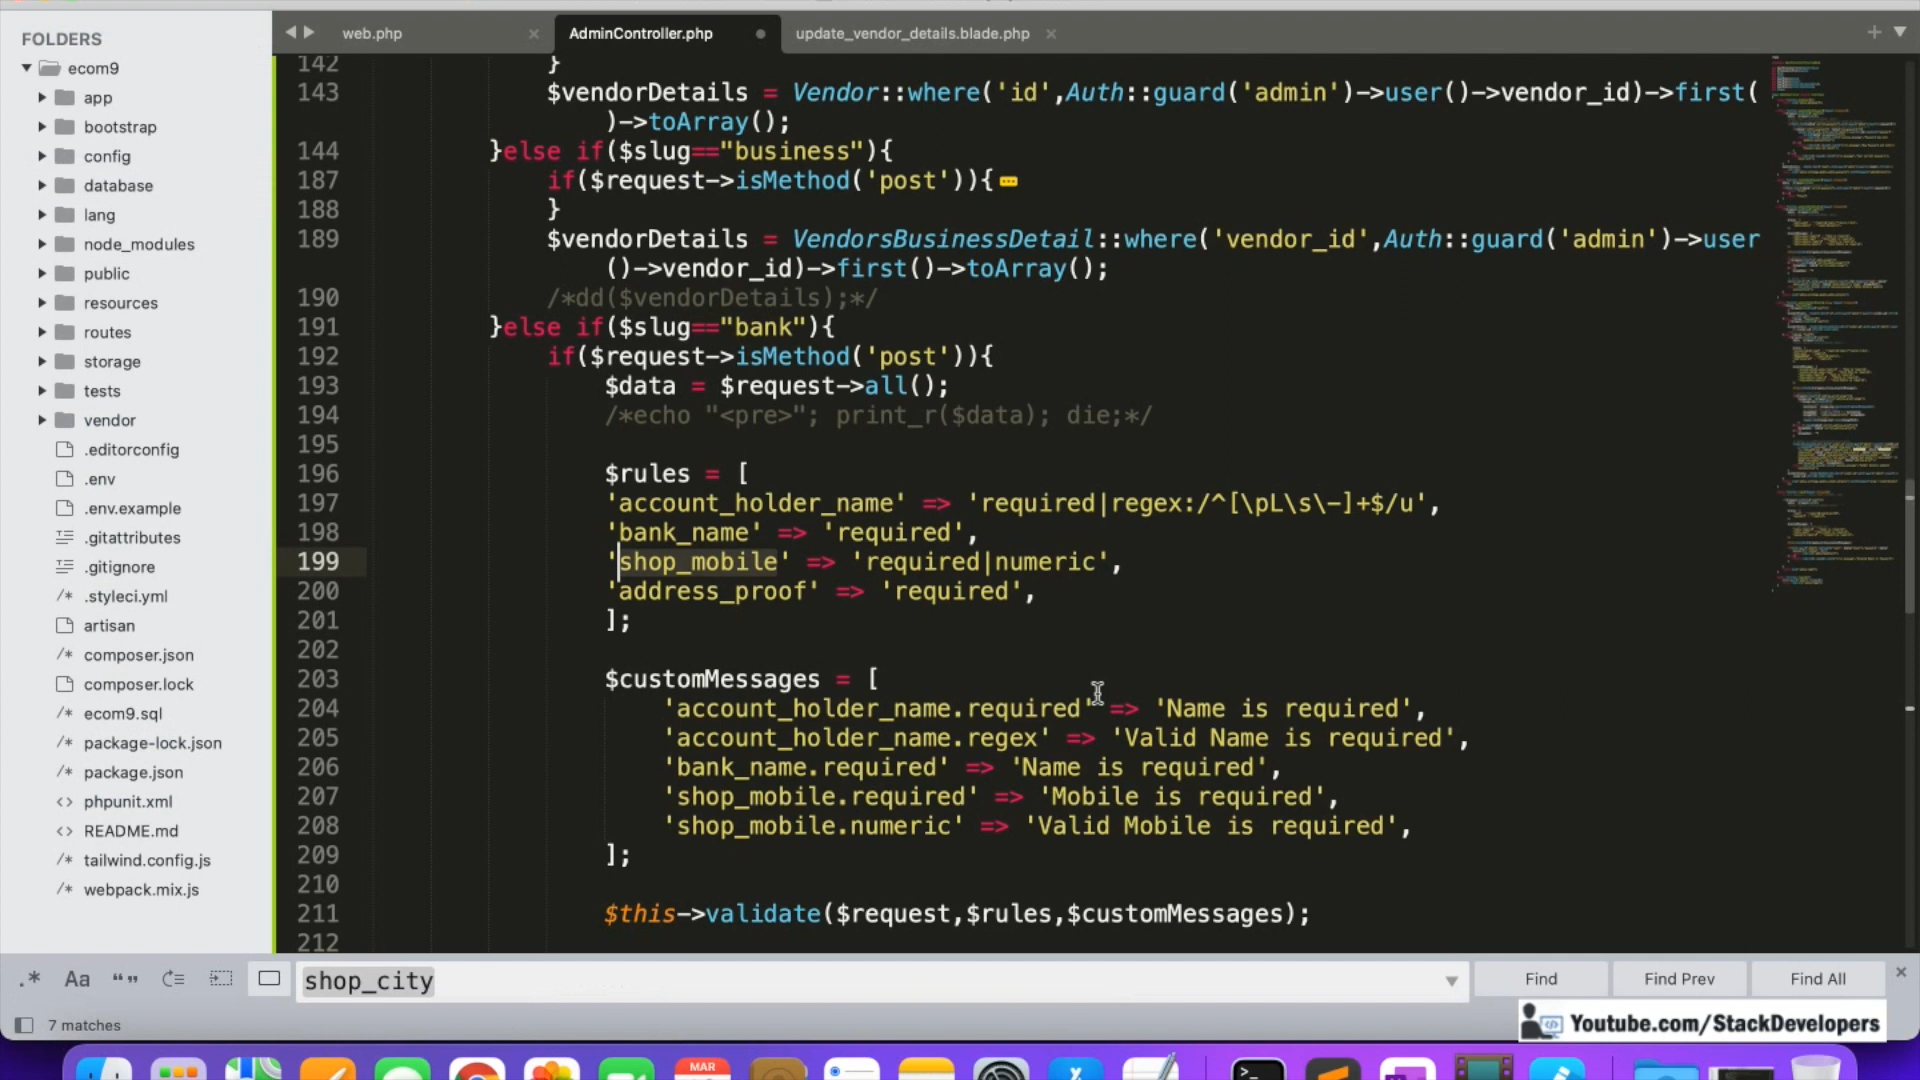 FOLDERS
ecom9
app
bootstrap
config
database
lang
node_modules
public
resources
routes
storage
tests
vendor
.editorconfig
.env
.env.example
.gitattributes
.gitignore
/* .styleci.yml
artisan
/* composer.json
composer.lock
/* ecom9.sql
/* package-lock.json
/* package.json
<> phpunit.xml
<> README.md
/* tailwind.config.js
/* webpack.mix.js
web.php
AdminController.php
update_vendor_details.blade.php
142 }
143 $vendorDetails = Vendor::where('id',Auth::guard('admin')->user()->vendor_id)->first(
)->toArray();
144 }else if($slug=="business"){
187 if($request->isMethod('post')){
188 }
189 $vendorDetails = VendorsBusinessDetail::where('vendor_id',Auth::guard('admin')->user
()->vendor_id)->first()->toArray();
190 /*dd($vendorDetails);*/
191 }else if($slug=="bank"){
192 if($request->isMethod('post')){
193 $data = $request->all();
194 /*echo "<pre>"; print_r($data); die;*/
195
196 $rules = [
197 'account_holder_name' => 'required|regex:/^[\pL\s\-]+$/u',
198 'bank_name' => 'required',
199 'shop_mobile' => 'required|numeric',
200 'address_proof' => 'required',
201 ];
202
203 $customMessages = [
204 'account_holder_name.required' => 'Name is required',
205 'account_holder_name.regex' => 'Valid Name is required',
206 'bank_name.required' => 'Name is required',
207 'shop_mobile.required' => 'Mobile is required',
208 'shop_mobile.numeric' => 'Valid Mobile is required',
209 ];
210
211 $this->validate($request,$rules,$customMessages);
212
.* Aa “” shop_city Find Find Prev Find All
7 matches
Youtube.com/StackDevelopers
MAR